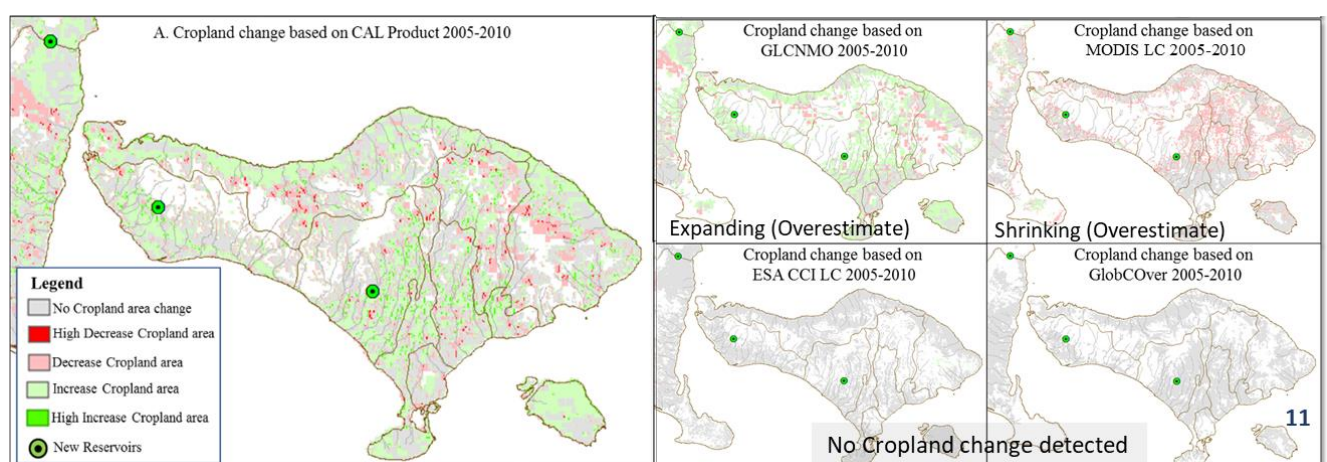 A. Cropland change based on CAL Product 2005-2010
Legend
No Cropland area change
High Decrease Cropland area
Decrease Cropland area
Increase Cropland area
High Increase Cropland area
New Reservoirs
Cropland change based on
GLCNMO 2005-2010
Expanding (Overestimate)
Cropland change based on
MODIS LC 2005-2010
Shrinking (Overestimate)
Cropland change based on
ESA CCI LC 2005-2010
Cropland change based on
GlobCOver 2005-2010
No Cropland change detected
11